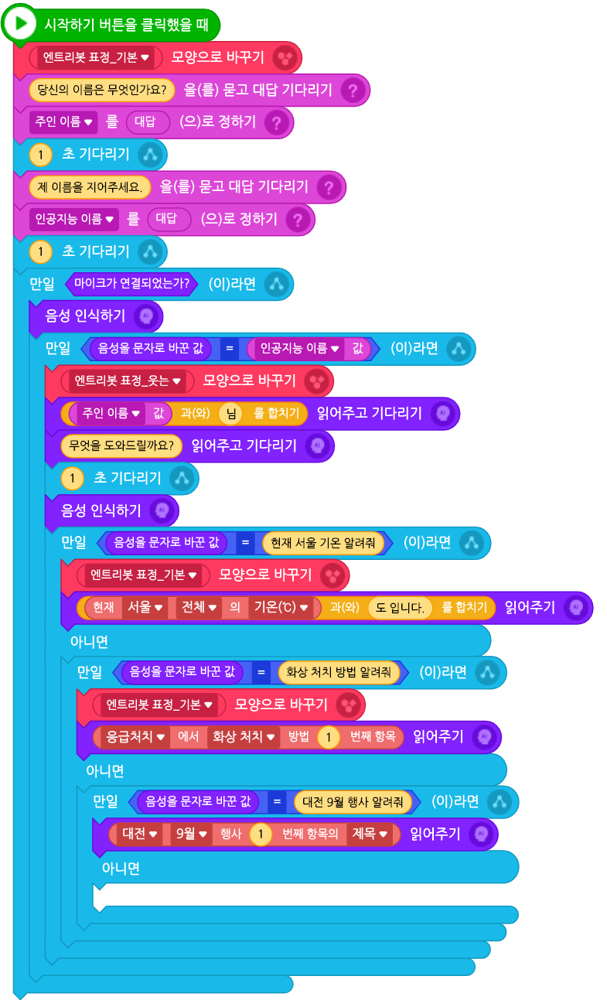 시작하기 버튼을 클릭했을 때
엔트리봇 표정_기본 모양으로 바꾸기
당신의 이름은 무엇인가요? 을(를) 묻고 대답 기다리기 ?
주인 이름 를 대답 (으)로 정하기 ?
1 초 기다리기
제 이름을 지어주세요. 을(를) 묻고 대답 기다리기 ?
인공지능 이름 를 대답 (으)로 정하기 ?
1 초 기다리기
만일 마이크가 연결되었는가? (이)라면
음성 인식하기
만일 음성을 문자로 바꾼 값 = 인공지능 이름 값 (이)라면
엔트리봇 표정_웃는 모양으로 바꾸기
주인 이름 값 과(와) 님 를 합치기 읽어주고 기다리기
무엇을 도와드릴까요? 읽어주고 기다리기
1 초 기다리기
음성 인식하기
만일 음성을 문자로 바꾼 값 = 현재 서울 기온 알려줘 (이)라면
엔트리봇 표정_기본 모양으로 바꾸기
현재 서울 전체 의 기온(℃) 과(와) 도 입니다. 를 합치기 읽어주기
아니면
만일 음성을 문자로 바꾼 값 = 화상 처치 방법 알려줘 (이)라면
엔트리봇 표정_기본 모양으로 바꾸기
응급처치 에서 화상 처치 방법 1 번째 항목 읽어주기
아니면
만일 음성을 문자로 바꾼 값 = 대전 9월 행사 알려줘 (이)라면
대전 9월 행사 1 번째 항목의 제목 읽어주기
아니면